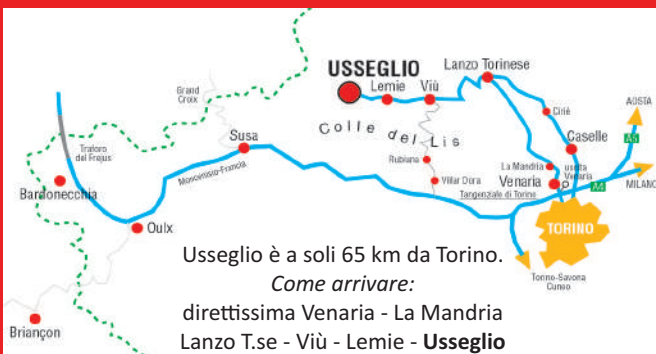 USSEGLIO
Lemie
Viù
Lanzo Torinese
Grand
Croix
Ciriè
AOSTA
A5
Colle del Lis
Susa
Caselle
Traforo
del Frejus
Rubiana
La Mandria
uscita
Venaria
Moncenisio-Francia
Villar Dora
Venaria
A4
MILANO
Bardonecchia
Tangenziale di Torino
Oulx
TORINO
Torino-Savona
Cuneo
Briançon
Usseglio è a soli 65 km da Torino.
Come arrivare:
direttissima Venaria - La Mandria
Lanzo T.se - Viù - Lemie - Usseglio